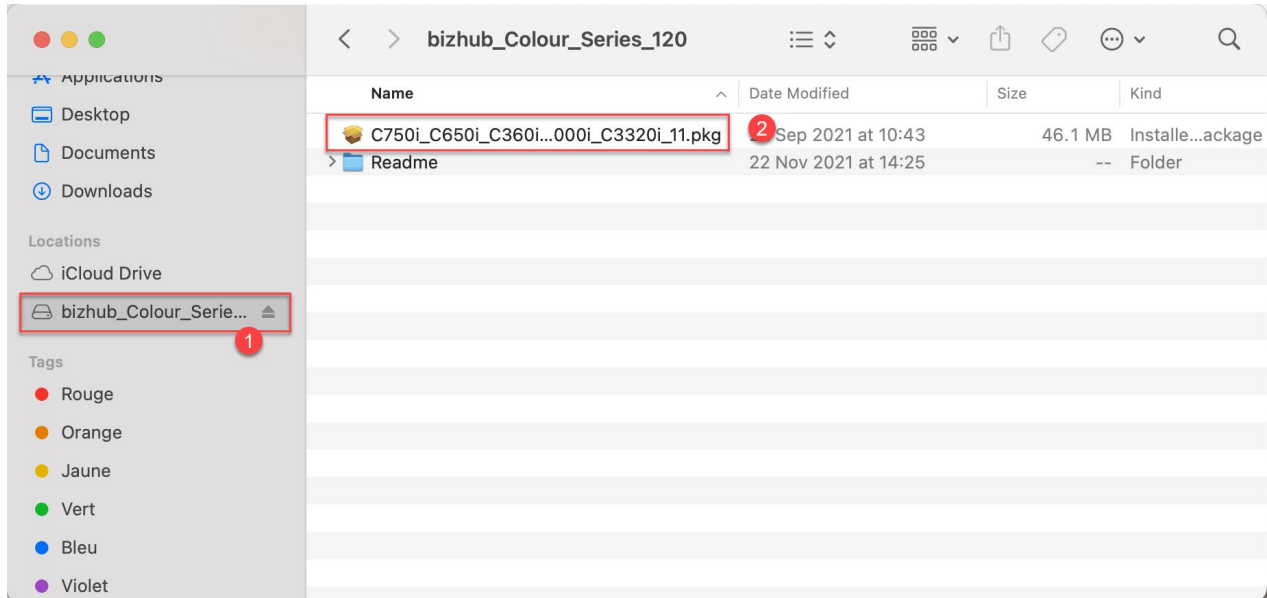 bizhub_Colour_Series_120
Applications
Desktop
Documents
Downloads
Locations
iCloud Drive
bizhub_Colour_Serie...
1
Tags
Rouge
Orange
Jaune
Vert
Bleu
Violet
Name Date Modified Size Kind
C750i_C650i_C360i...000i_C3320i_11.pkg 2 Sep 2021 at 10:43 46.1 MB Installe...ackage
Readme 22 Nov 2021 at 14:25 -- Folder